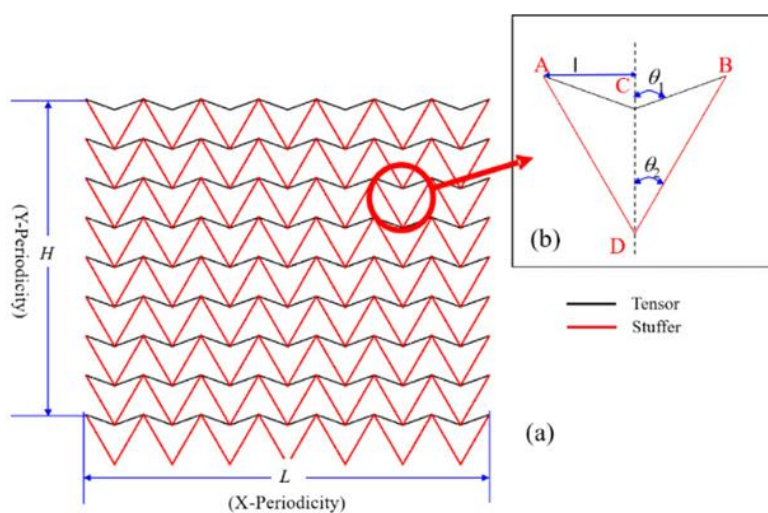 (Y-Periodicity)
H
L
(X-Periodicity)
(a)
A
l
C
θ1
B
θ2
D
(b)
Tensor
Stuffer